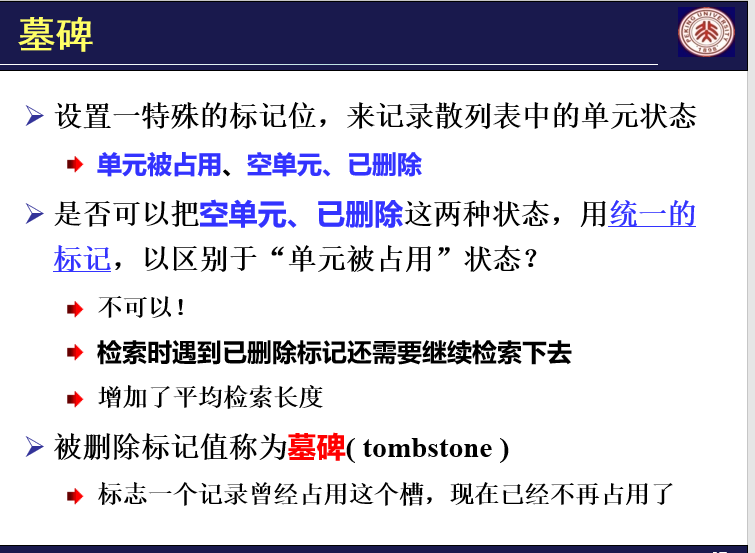 墓碑
设置一特殊的标记位，来记录散列表中的单元状态
单元被占用、空单元、已删除
是否可以把空单元、已删除这两种状态，用统一的
标记，以区别于“单元被占用”状态？
不可以！
检索时遇到已删除标记还需要继续检索下去
增加了平均检索长度
被删除标记值称为墓碑( tombstone )
标志一个记录曾经占用这个槽，现在已经不再占用了